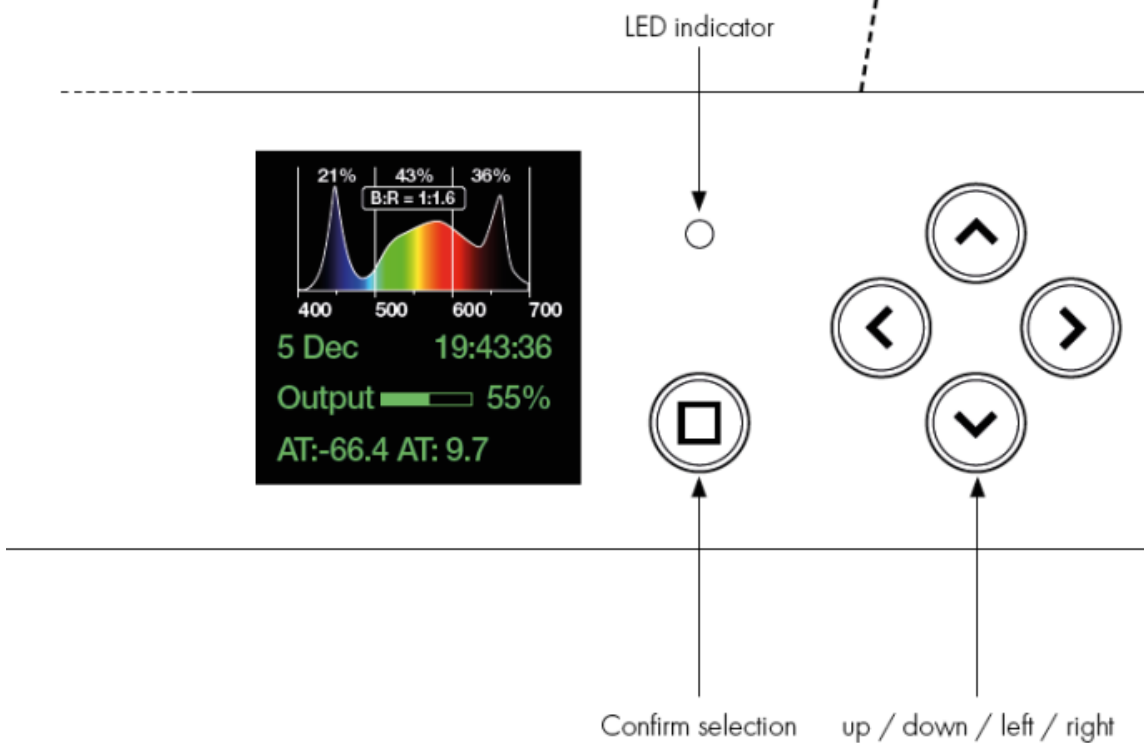 LED indicator
21% 43% 36%
B:R = 1:1.6
400 500 600 700
5 Dec 19:43:36
Output 55%
AT:-66.4 AT: 9.7
Confirm selection up / down / left / right